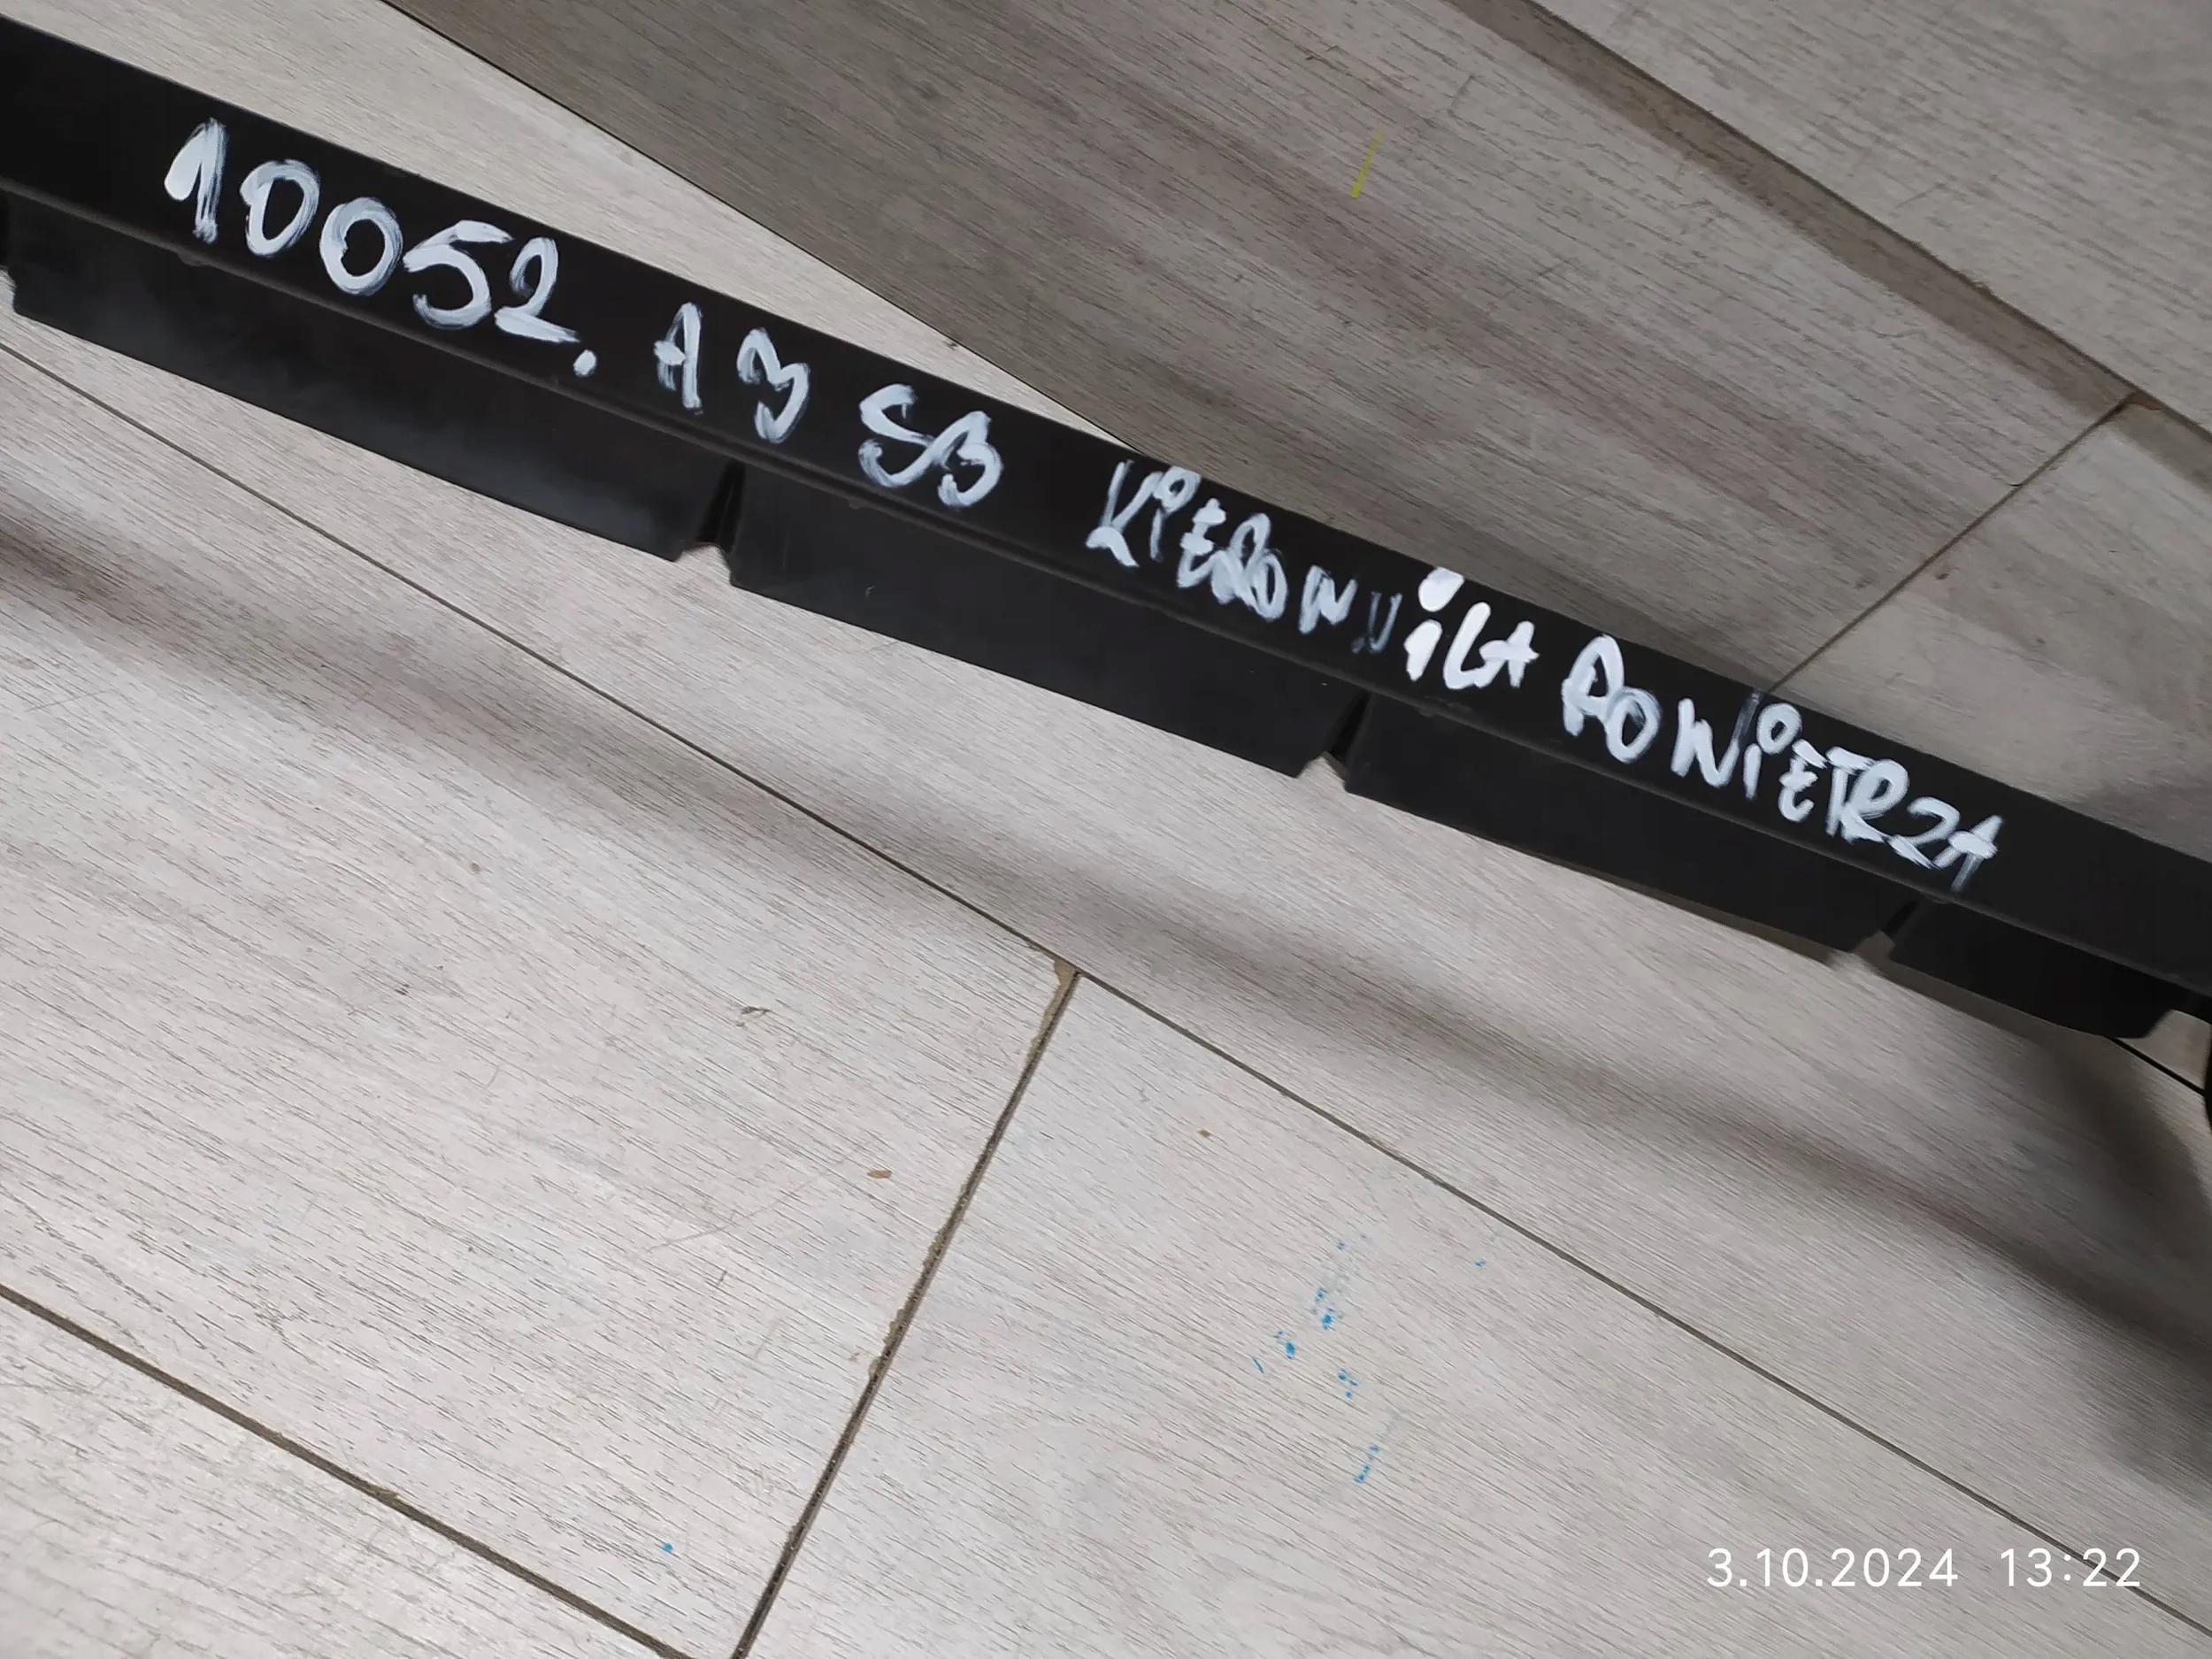 10052. A3 S3 KiEROWNiCA POWiETRZA
3.10.2024 13:22